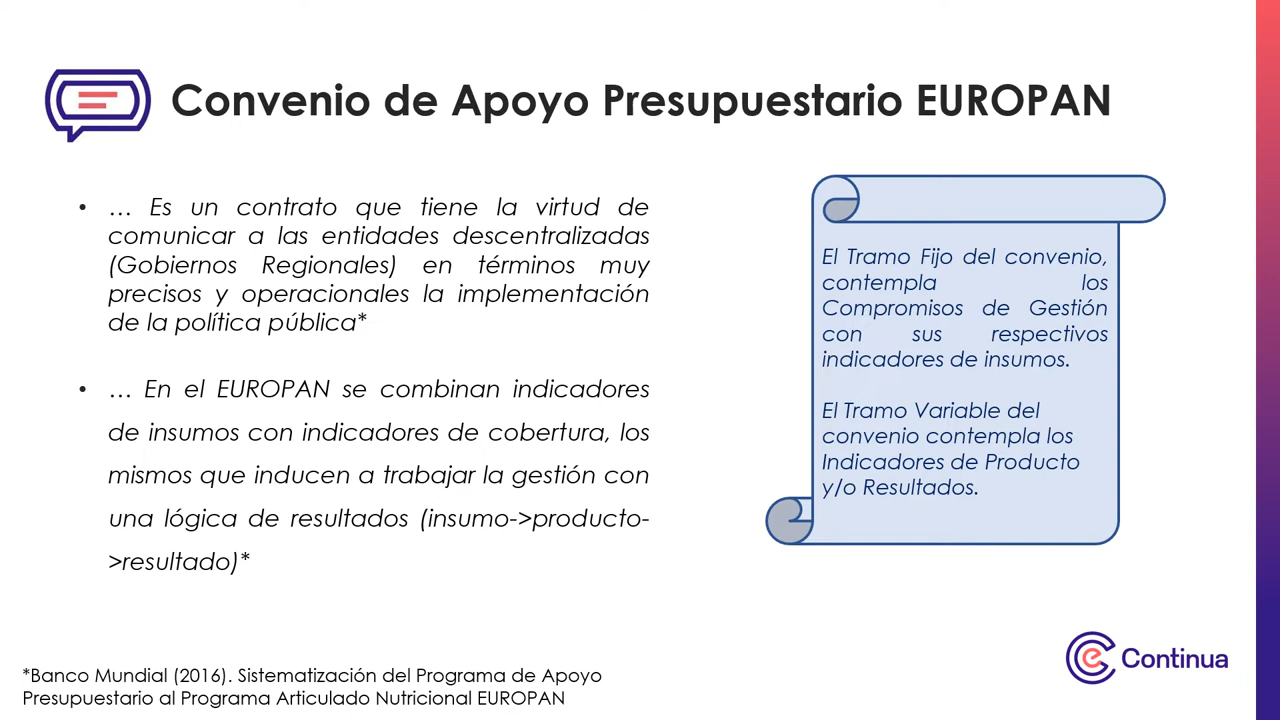 Convenio de Apoyo Presupuestario EUROPAN
• … Es un contrato que tiene la virtud de
comunicar a las entidades descentralizadas
(Gobiernos Regionales) en términos muy
precisos y operacionales la implementación
de la política pública*
• … En el EUROPAN se combinan indicadores
de insumos con indicadores de cobertura, los
mismos que inducen a trabajar la gestión con
una lógica de resultados (insumo->producto-
>resultado)*
El Tramo Fijo del convenio,
contempla los
Compromisos de Gestión
con sus respectivos
indicadores de insumos.
El Tramo Variable del
convenio contempla los
Indicadores de Producto
y/o Resultados.
*Banco Mundial (2016). Sistematización del Programa de Apoyo
Presupuestario al Programa Articulado Nutricional EUROPAN
e Continua